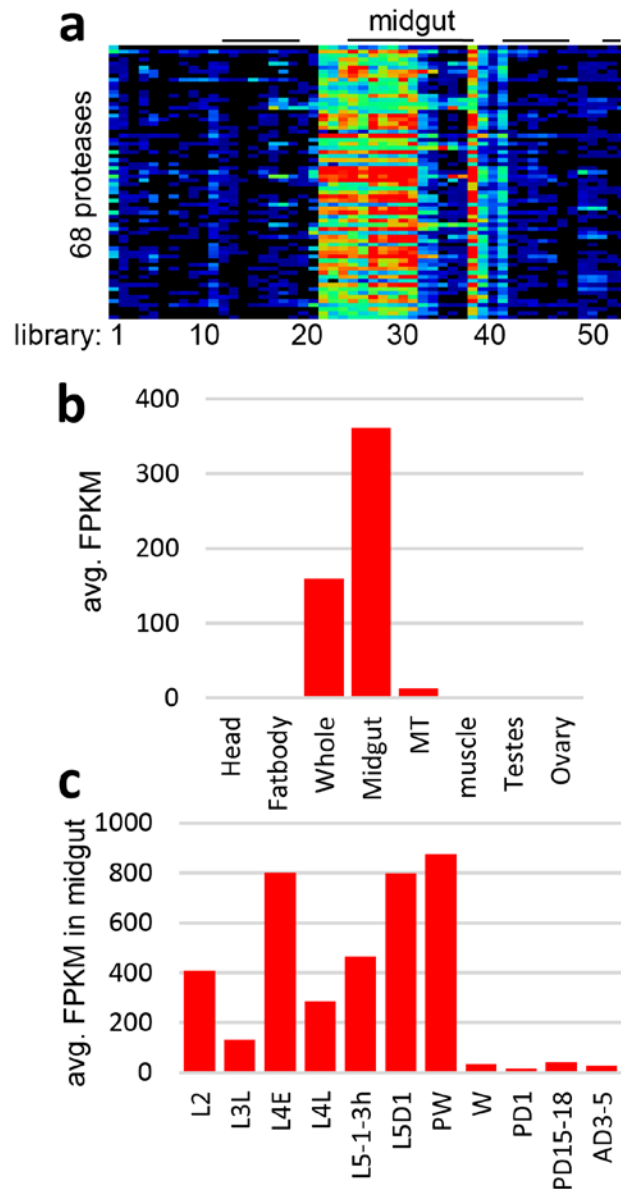 a
midgut
68 proteases
library: 1 10 20 30 40 50
b
avg. FPKM
400
300
200
100
0
Head
Fatbody
Whole
Midgut
MT
muscle
Testes
Ovary
c
avg. FPKM in midgut
1000
800
600
400
200
0
L2
L3L
L4E
L4L
L5-1-3h
L5D1
PW
W
PD1
PD15-18
AD3-5